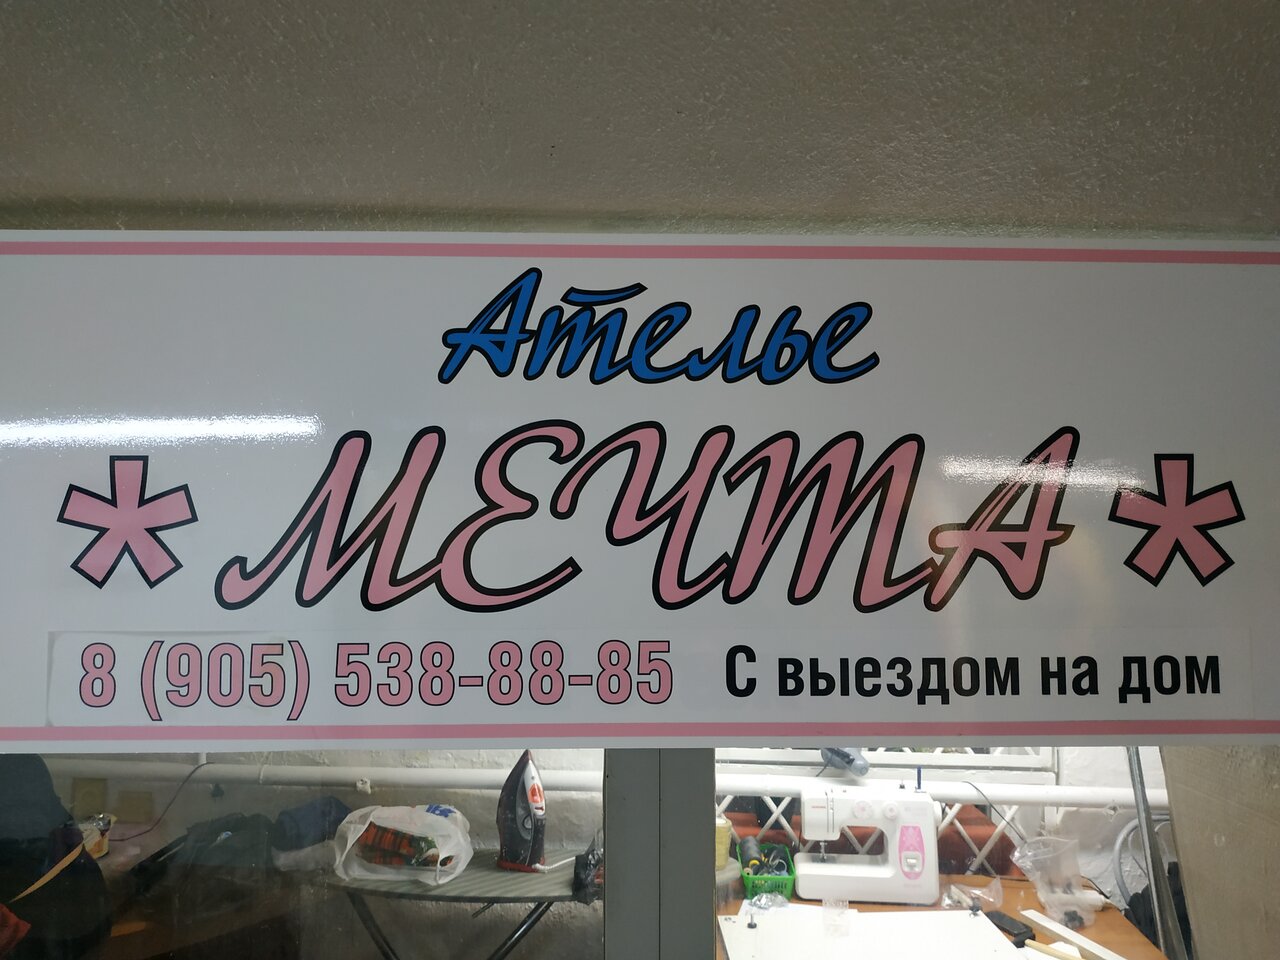 Ателье
* МЕЧТА *
8 (905) 538-88-85 С выездом на дом